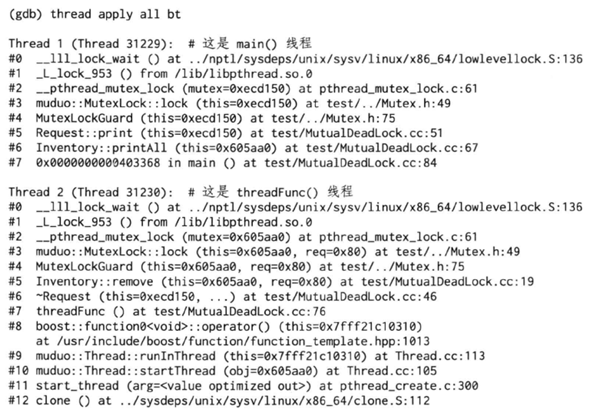 (gdb) thread apply all bt
Thread 1 (Thread 31229):  # 这是 main() 线程
#0  __lll_lock_wait () at ../nptl/sysdeps/unix/sysv/linux/x86_64/lowlevellock.S:136
#1  _L_lock_953 () from /lib/libpthread.so.0
#2  __pthread_mutex_lock (mutex=0xecd150) at pthread_mutex_lock.c:61
#3  muduo::MutexLock::lock (this=0xecd150) at test/../Mutex.h:49
#4  MutexLockGuard (this=0xecd150) at test/../Mutex.h:75
#5  Request::print (this=0xecd150) at test/MutualDeadLock.cc:51
#6  Inventory::printAll (this=0x605aa0) at test/MutualDeadLock.cc:67
#7  0x0000000000403368 in main () at test/MutualDeadLock.cc:84
Thread 2 (Thread 31230):  # 这是 threadFunc() 线程
#0  __lll_lock_wait () at ../nptl/sysdeps/unix/sysv/linux/x86_64/lowlevellock.S:136
#1  _L_lock_953 () from /lib/libpthread.so.0
#2  __pthread_mutex_lock (mutex=0x605aa0) at pthread_mutex_lock.c:61
#3  muduo::MutexLock::lock (this=0x605aa0, req=0x80) at test/../Mutex.h:49
#4  MutexLockGuard (this=0x605aa0, req=0x80) at test/../Mutex.h:75
#5  Inventory::remove (this=0x605aa0, req=0x80) at test/MutualDeadLock.cc:19
#6  ~Request (this=0xecd150, ...) at test/MutualDeadLock.cc:46
#7  threadFunc () at test/MutualDeadLock.cc:76
#8  boost::function0<void>::operator() (this=0x7fff21c10310)
at /usr/include/boost/function/function_template.hpp:1013
#9  muduo::Thread::runInThread (this=0x7fff21c10310) at Thread.cc:113
#10 muduo::Thread::startThread (obj=0x605aa0) at Thread.cc:105
#11 start_thread (arg=<value optimized out>) at pthread_create.c:300
#12 clone () at ../sysdeps/unix/sysv/linux/x86_64/clone.S:112